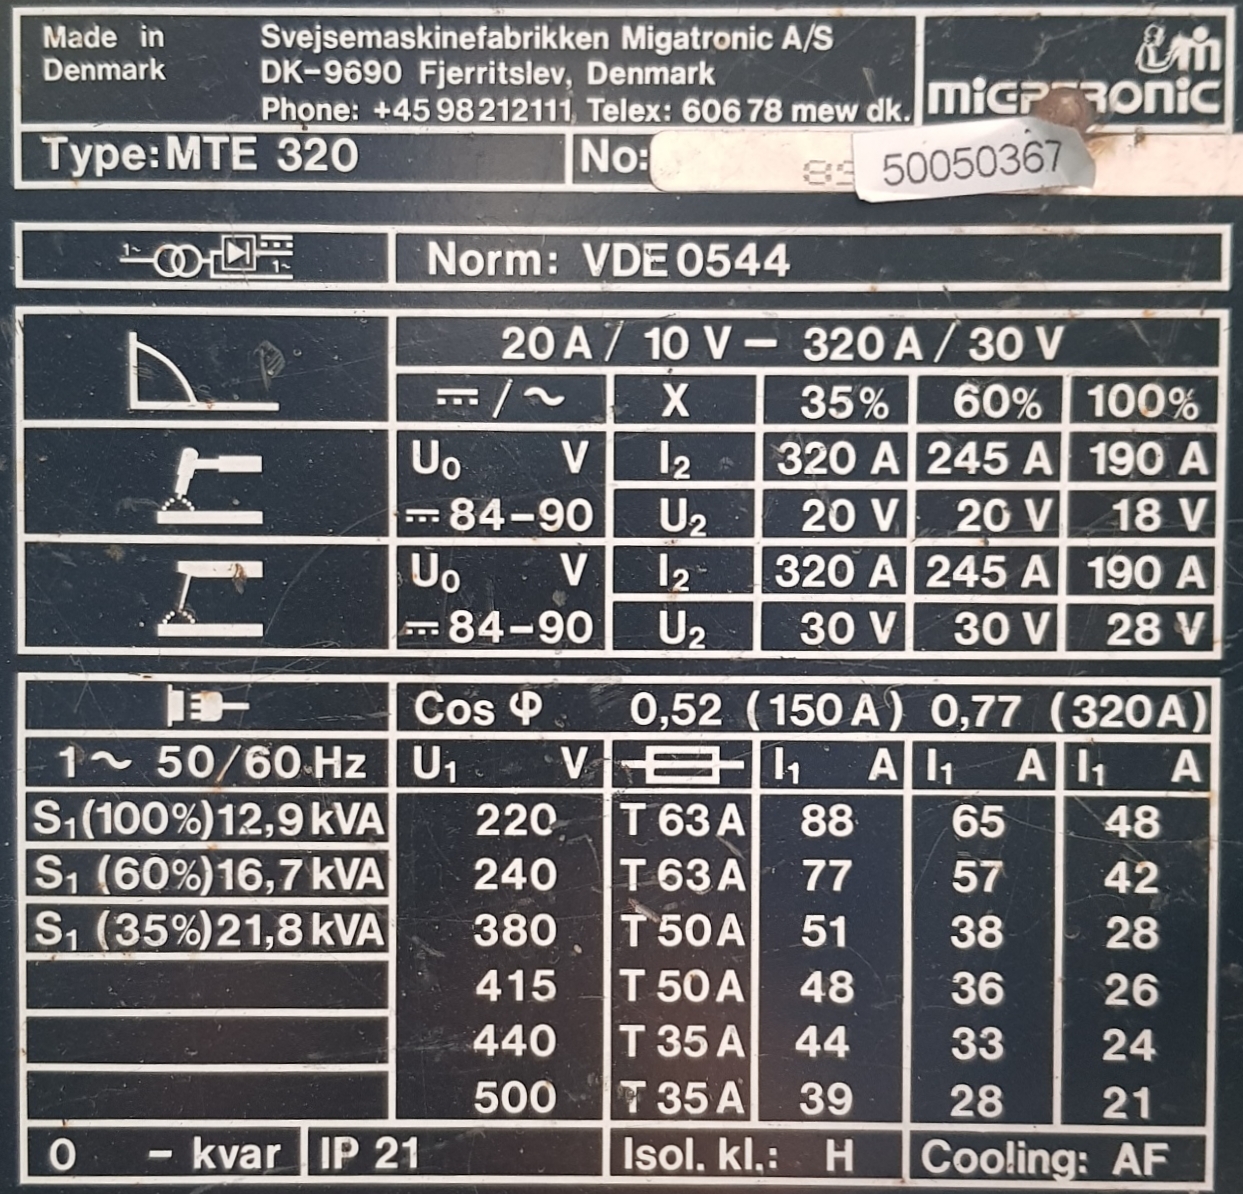 Made in
Denmark
Svejsemaskinefabrikken Migatronic A/S
DK-9690 Fjerritslev, Denmark
Phone: +45 98212111, Telex: 60678 mew dk.
migatronic
Type: MTE 320
No:
50050367
1~
1~
Norm: VDE 0544
20 A / 10 V – 320 A / 30 V
⎓ / ~ X 35% 60% 100%
U₀ V I₂ 320 A 245 A 190 A
⎓ 84-90 U₂ 20 V 20 V 18 V
U₀ V I₂ 320 A 245 A 190 A
⎓ 84-90 U₂ 30 V 30 V 28 V
Cos φ 0,52 (150 A) 0,77 (320A)
1~ 50/60 Hz U₁ V I₁ A I₁ A I₁ A
S₁(100%)12,9 kVA 220 T 63 A 88 65 48
S₁ (60%)16,7 kVA 240 T 63 A 77 57 42
S₁ (35%)21,8 kVA 380 T 50 A 51 38 28
415 T 50 A 48 36 26
440 T 35 A 44 33 24
500 T 35 A 39 28 21
0 - kvar IP 21 Isol. kl.: H Cooling: AF